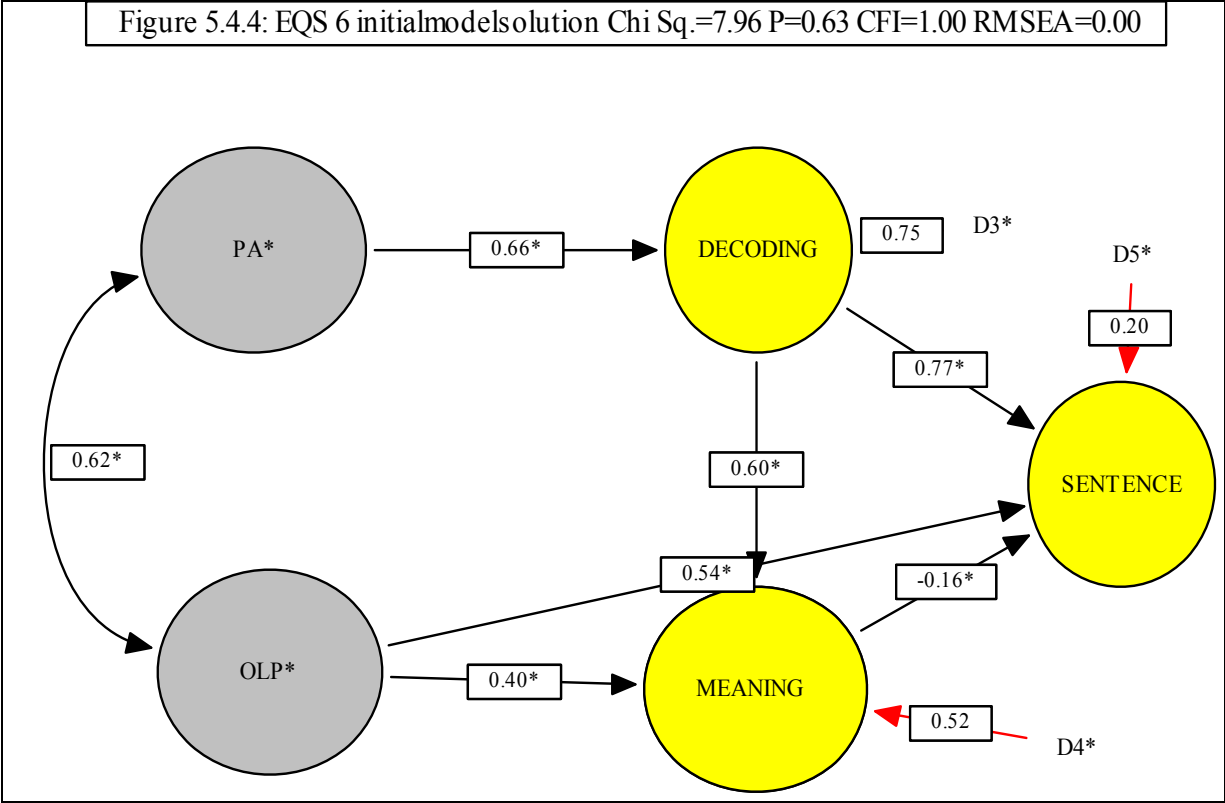 Figure 5.4.4: EQS 6 initialmodelsolution Chi Sq.=7.96 P=0.63 CFI=1.00 RMSEA=0.00
PA*
0.66*
DECODING
0.75
D3*
D5*
0.20
0.77*
0.62*
0.60*
SENTENCE
0.54*
-0.16*
OLP*
0.40*
MEANING
0.52
D4*